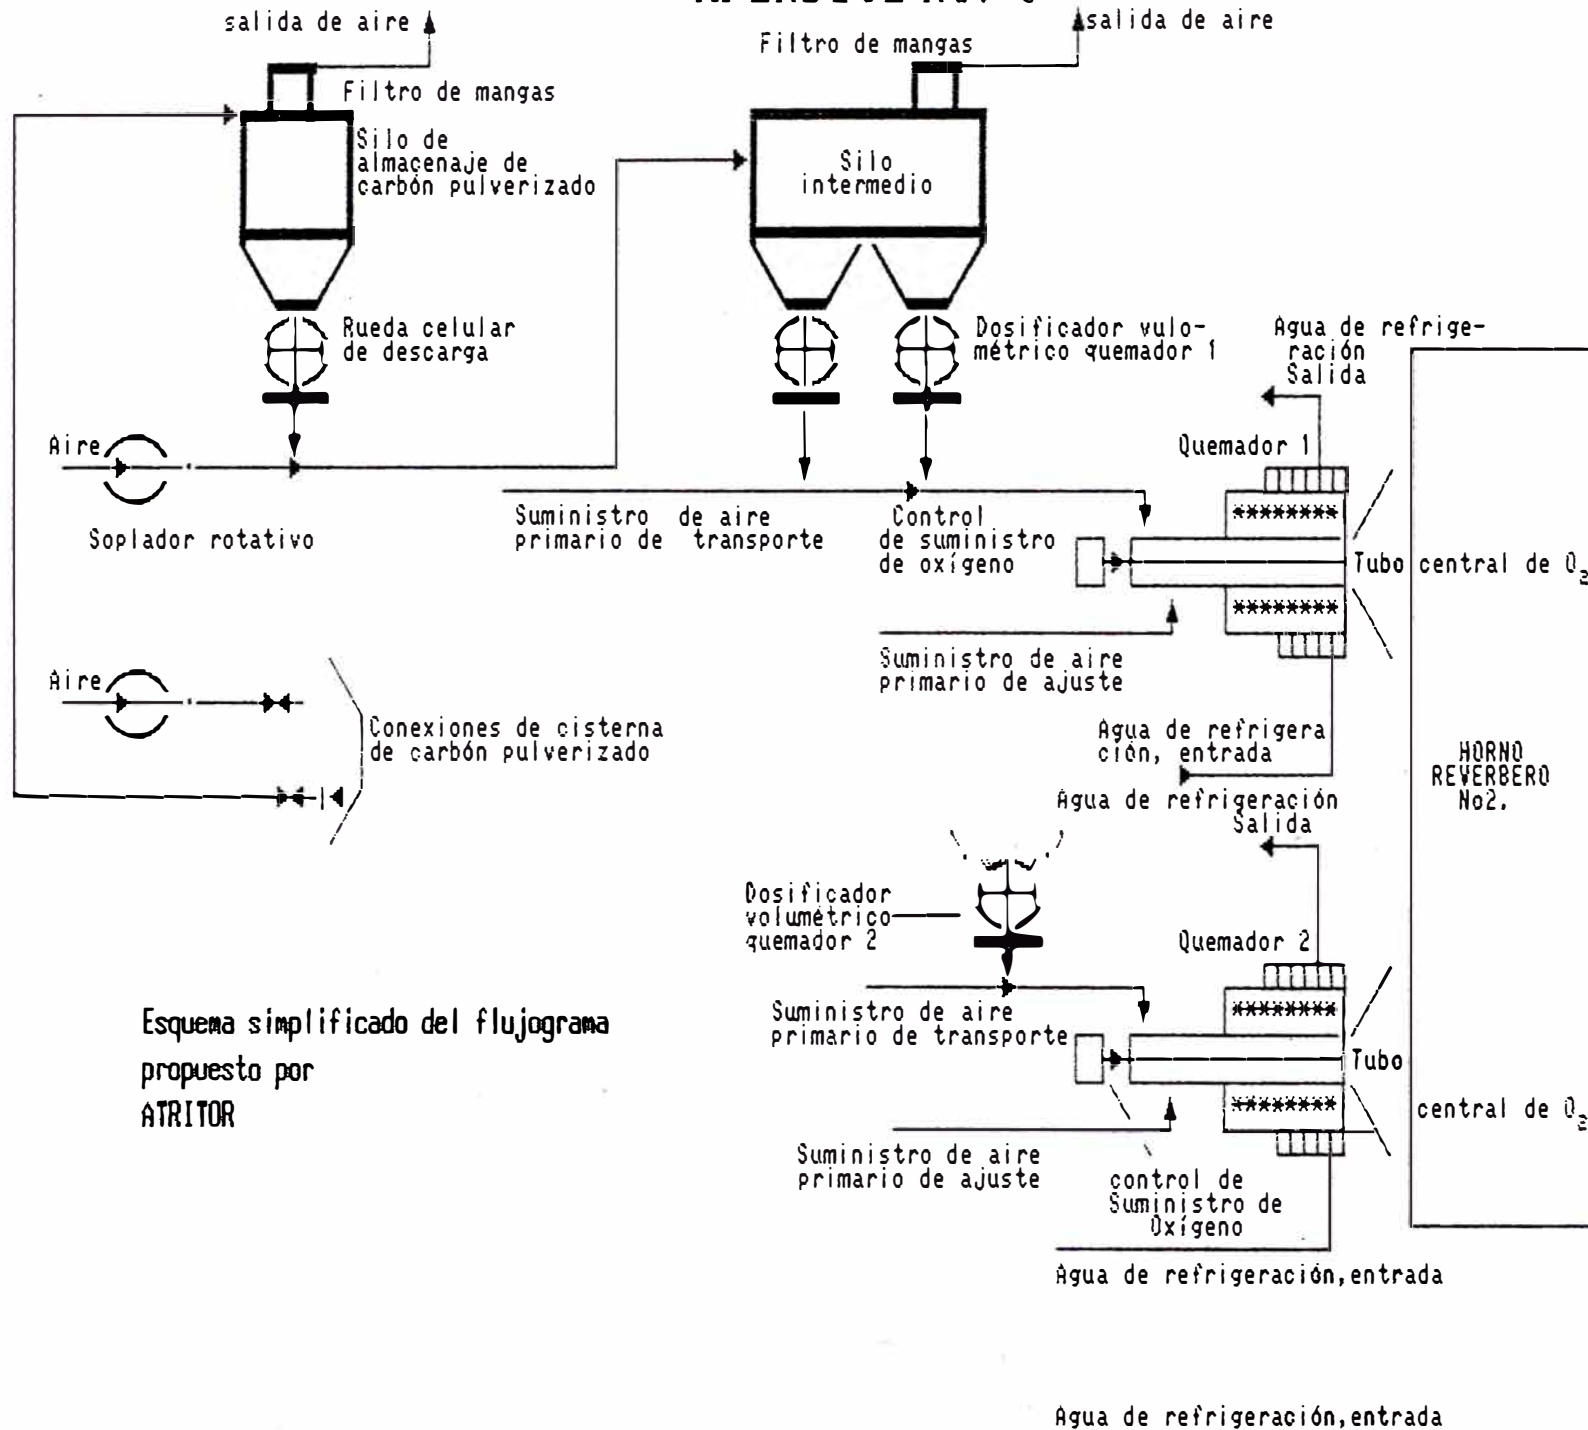 salida de aire
salida de aire
Filtro de mangas
Filtro de mangas
Silo de
almacenaje de
carbón pulverizado
Silo
intermedio
Rueda celular
de descarga
Dosificador vulo-
métrico quemador 1
Agua de refrige-
ración
Salida
Aire
Quemador 1
Soplador rotativo
Suministro de aire
primario de transporte
Control
de suministro
de oxígeno
Tubo central de O₂
Suministro de aire
primario de ajuste
Aire
Conexiones de cisterna
de carbón pulverizado
Agua de refrigera
ción, entrada
HORNO
REVERBERO
No2.
Agua de refrigeración
Salida
Dosificador
volumétrico
quemador 2
Quemador 2
Suministro de aire
primario de transporte
Tubo
central de O₂
Esquema simplificado del flujograma
propuesto por
ATRITOR
Suministro de aire
primario de ajuste
control de
Suministro de
Oxígeno
Agua de refrigeración,entrada
Agua de refrigeración,entrada